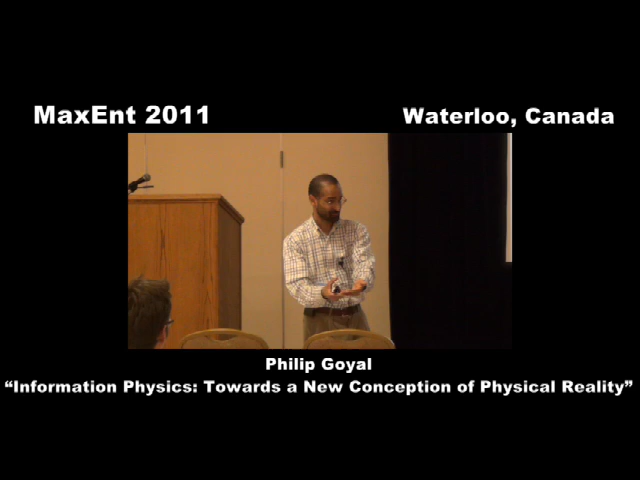 MaxEnt 2011
Waterloo, Canada
Philip Goyal
“Information Physics: Towards a New Conception of Physical Reality”